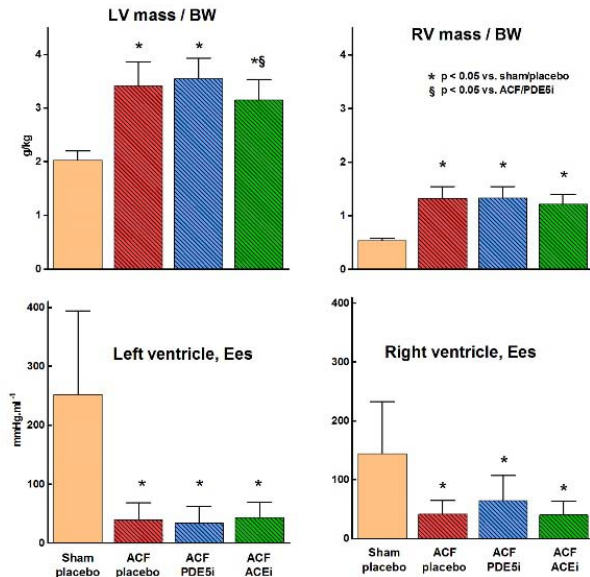 LV mass / BW
g/kg
4
3
2
1
0
*
*
*§
RV mass / BW
* p < 0.05 vs. sham/placebo
§ p < 0.05 vs. ACF/PDE5i
4
3
2
1
0
*
*
*
Left ventricle, Ees
mmHg.ml-1
400
300
200
100
0
*
*
*
Sham placebo
ACF placebo
ACF PDE5i
ACF ACEi
Right ventricle, Ees
400
300
200
100
0
*
*
*
Sham placebo
ACF placebo
ACF PDE5i
ACF ACEi